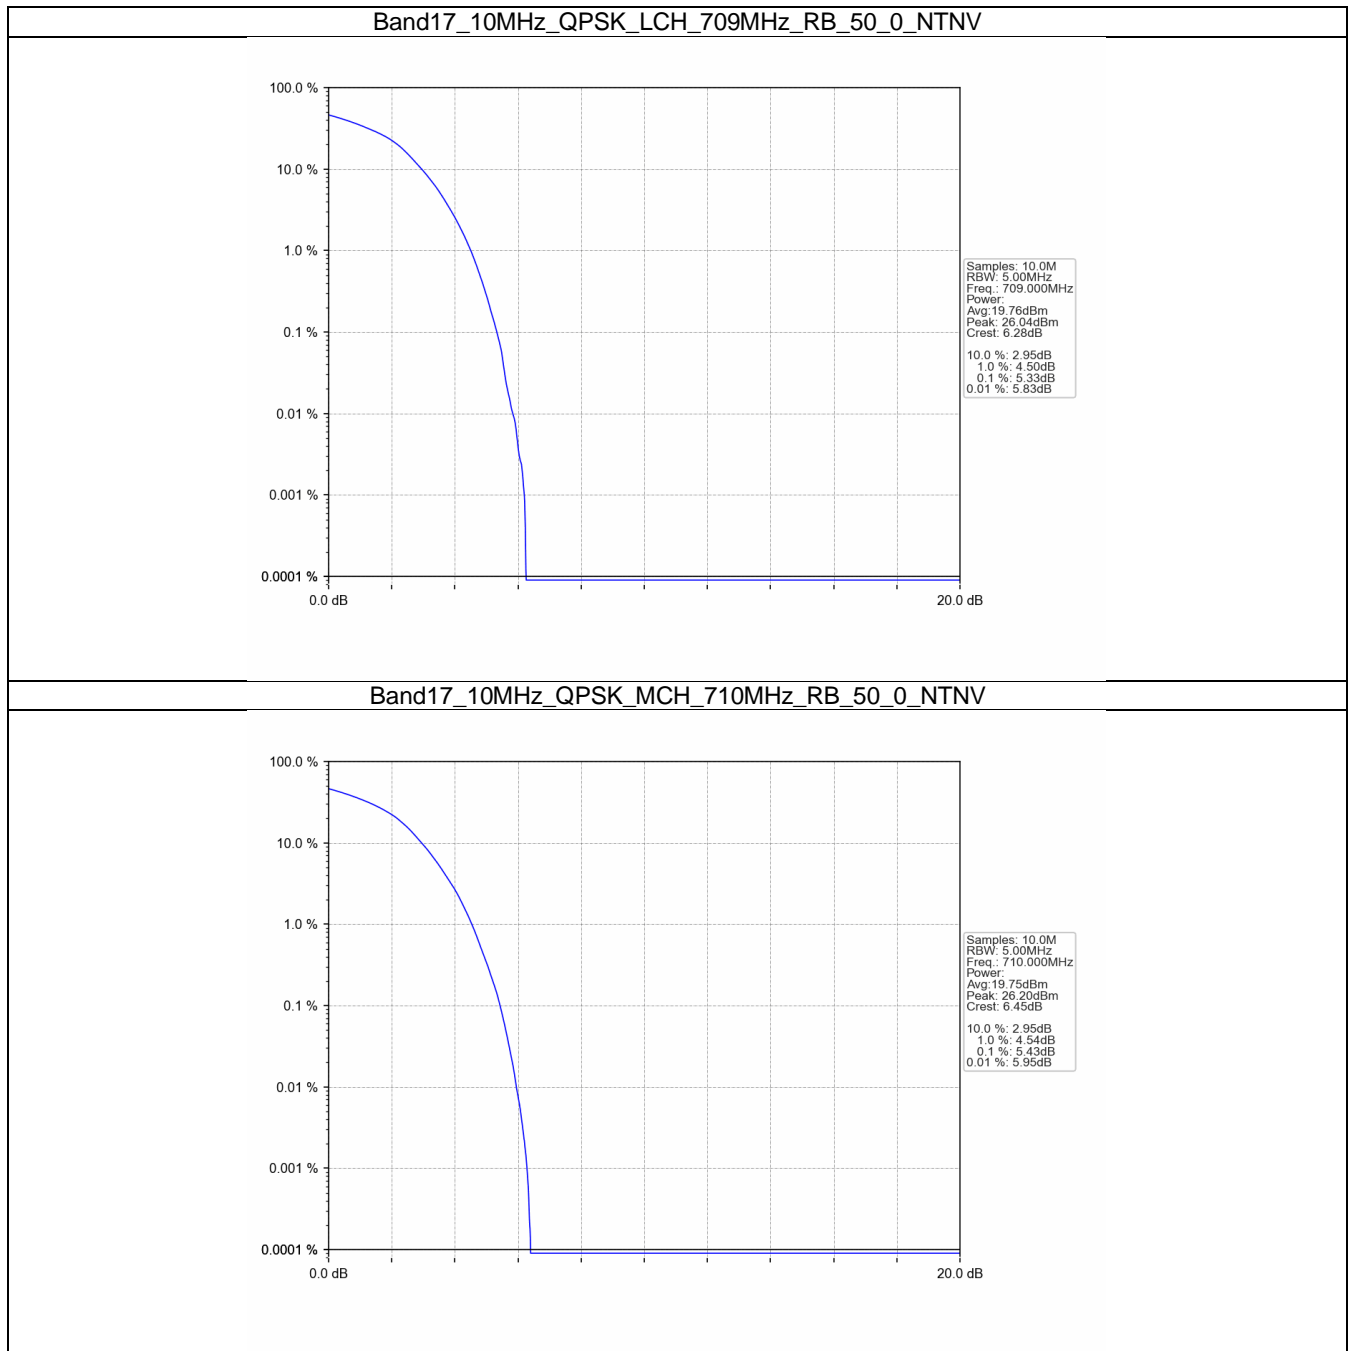 Band17_10MHz_QPSK_LCH_709MHz_RB_50_0_NTNV
100.0 %
10.0 %
1.0 %
0.1 %
0.01 %
0.001 %
0.0001 %
0.0 dB
20.0 dB
Samples: 10.0M
RBW: 5.00MHz
Freq.: 709.000MHz
Power:
Avg:19.76dBm
Peak: 26.04dBm
Crest: 6.28dB
10.0 %: 2.95dB
1.0 %: 4.50dB
0.1 %: 5.33dB
0.01 %: 5.83dB
Band17_10MHz_QPSK_MCH_710MHz_RB_50_0_NTNV
100.0 %
10.0 %
1.0 %
0.1 %
0.01 %
0.001 %
0.0001 %
0.0 dB
20.0 dB
Samples: 10.0M
RBW: 5.00MHz
Freq.: 710.000MHz
Power:
Avg:19.75dBm
Peak: 26.20dBm
Crest: 6.45dB
10.0 %: 2.95dB
1.0 %: 4.54dB
0.1 %: 5.43dB
0.01 %: 5.95dB